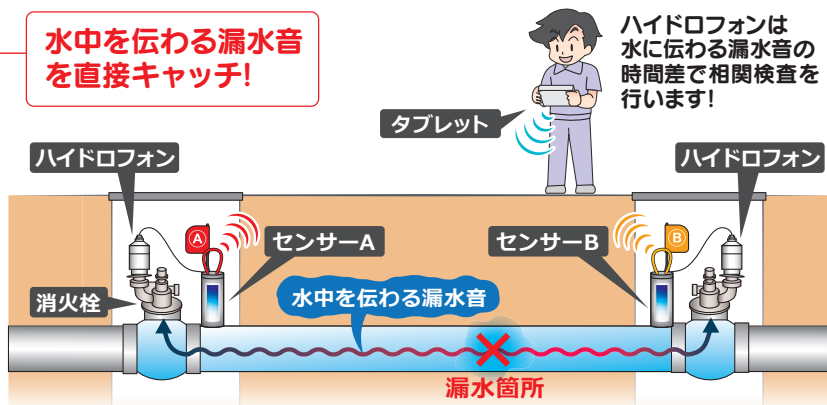 水中を伝わる漏水音
を直接キャッチ!
ハイドロフォンは
水に伝わる漏水音の
時間差で相関検査を
行います!
タブレット
ハイドロフォン
ハイドロフォン
A
センサーA
センサーB
B
消火栓
水中を伝わる漏水音
漏水箇所